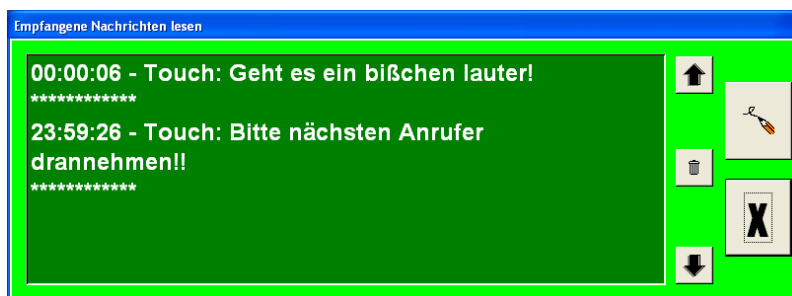 Empfangene Nachrichten lesen
00:00:06 - Touch: Geht es ein bißchen lauter!
************
23:59:26 - Touch: Bitte nächsten Anrufer
drannehmen!!
************
X